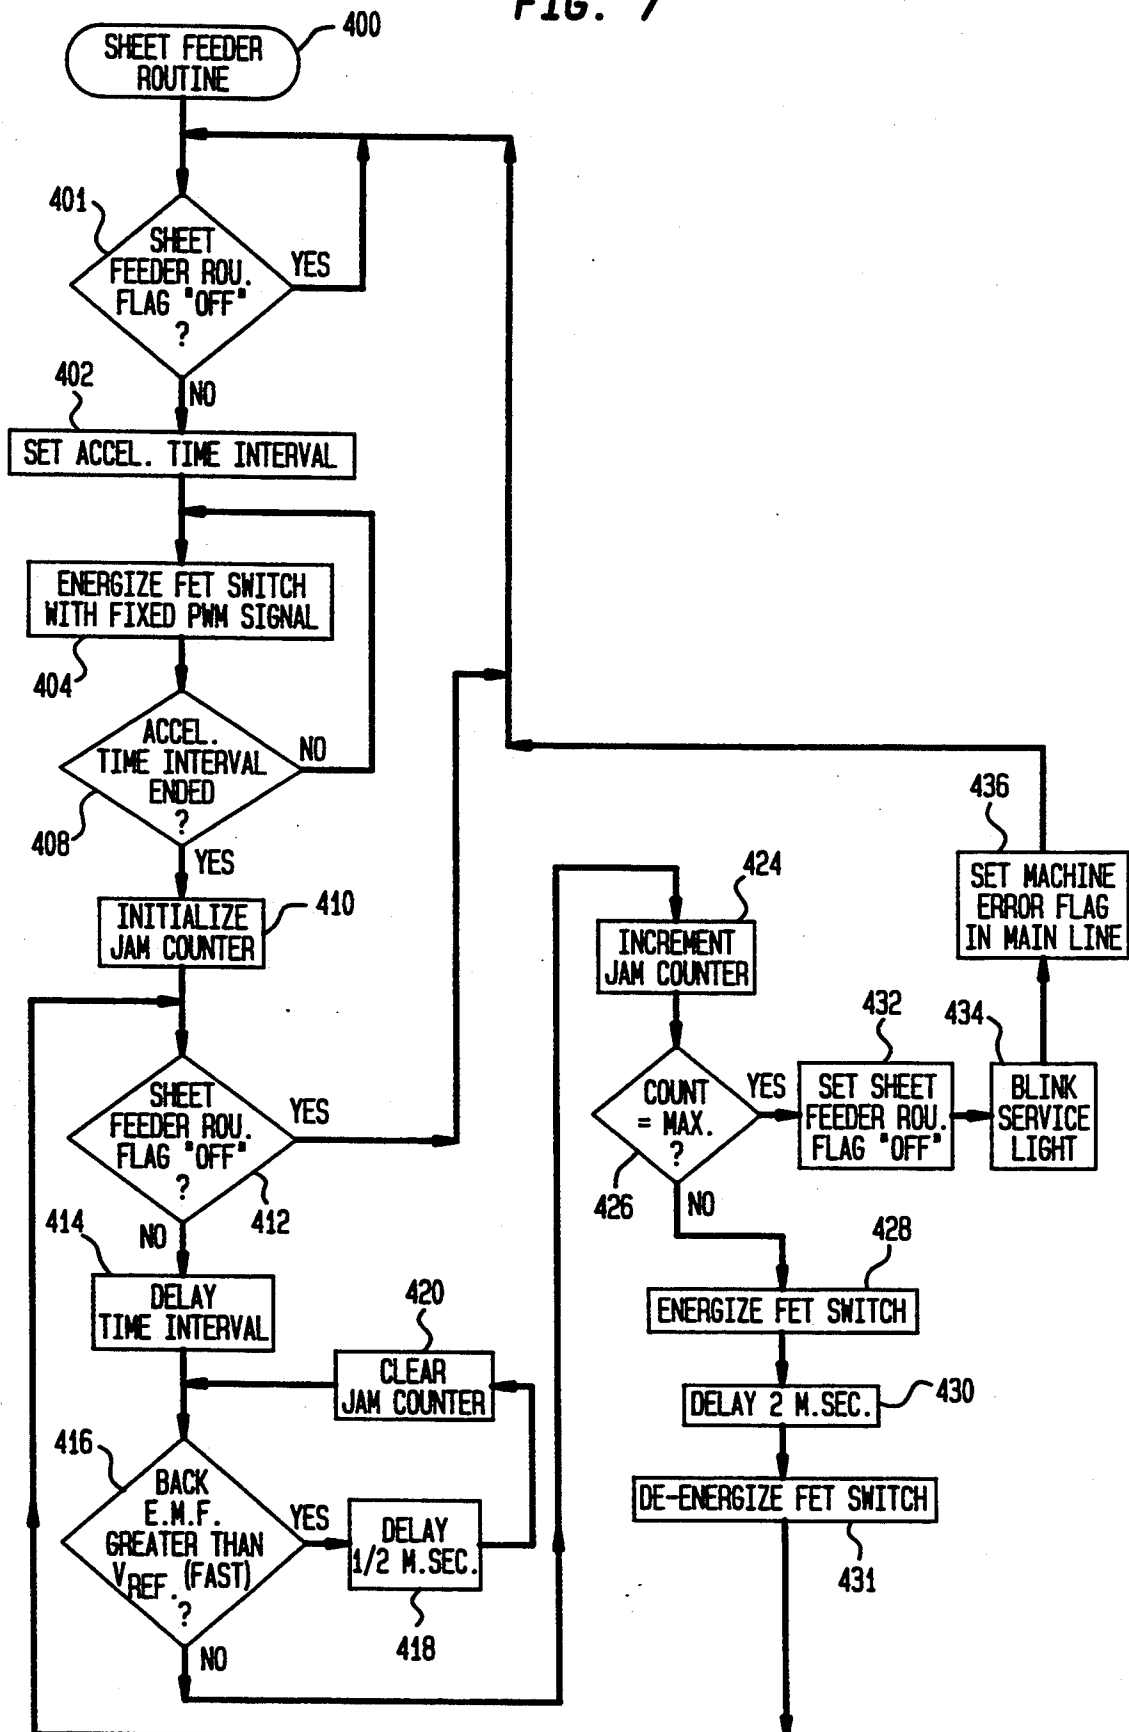 FIG. 7
SHEET FEEDER
ROUTINE
400
401
SHEET
FEEDER ROU.
FLAG "OFF"
?
YES
NO
402
SET ACCEL. TIME INTERVAL
ENERGIZE FET SWITCH
WITH FIXED PWM SIGNAL
404
ACCEL.
TIME INTERVAL
ENDED
?
NO
408
YES
INITIALIZE
JAM COUNTER
410
SHEET
FEEDER ROU.
FLAG "OFF"
?
YES
412
NO
414
DELAY
TIME INTERVAL
420
CLEAR
JAM COUNTER
416
BACK
E.M.F.
GREATER THAN
VREF. (FAST)
?
YES
DELAY
1/2 M.SEC.
418
NO
424
INCREMENT
JAM COUNTER
COUNT
= MAX.
?
426
YES
432
SET SHEET
FEEDER ROU.
FLAG "OFF"
434
BLINK
SERVICE
LIGHT
436
SET MACHINE
ERROR FLAG
IN MAIN LINE
NO
428
ENERGIZE FET SWITCH
DELAY 2 M.SEC.
430
DE-ENERGIZE FET SWITCH
431